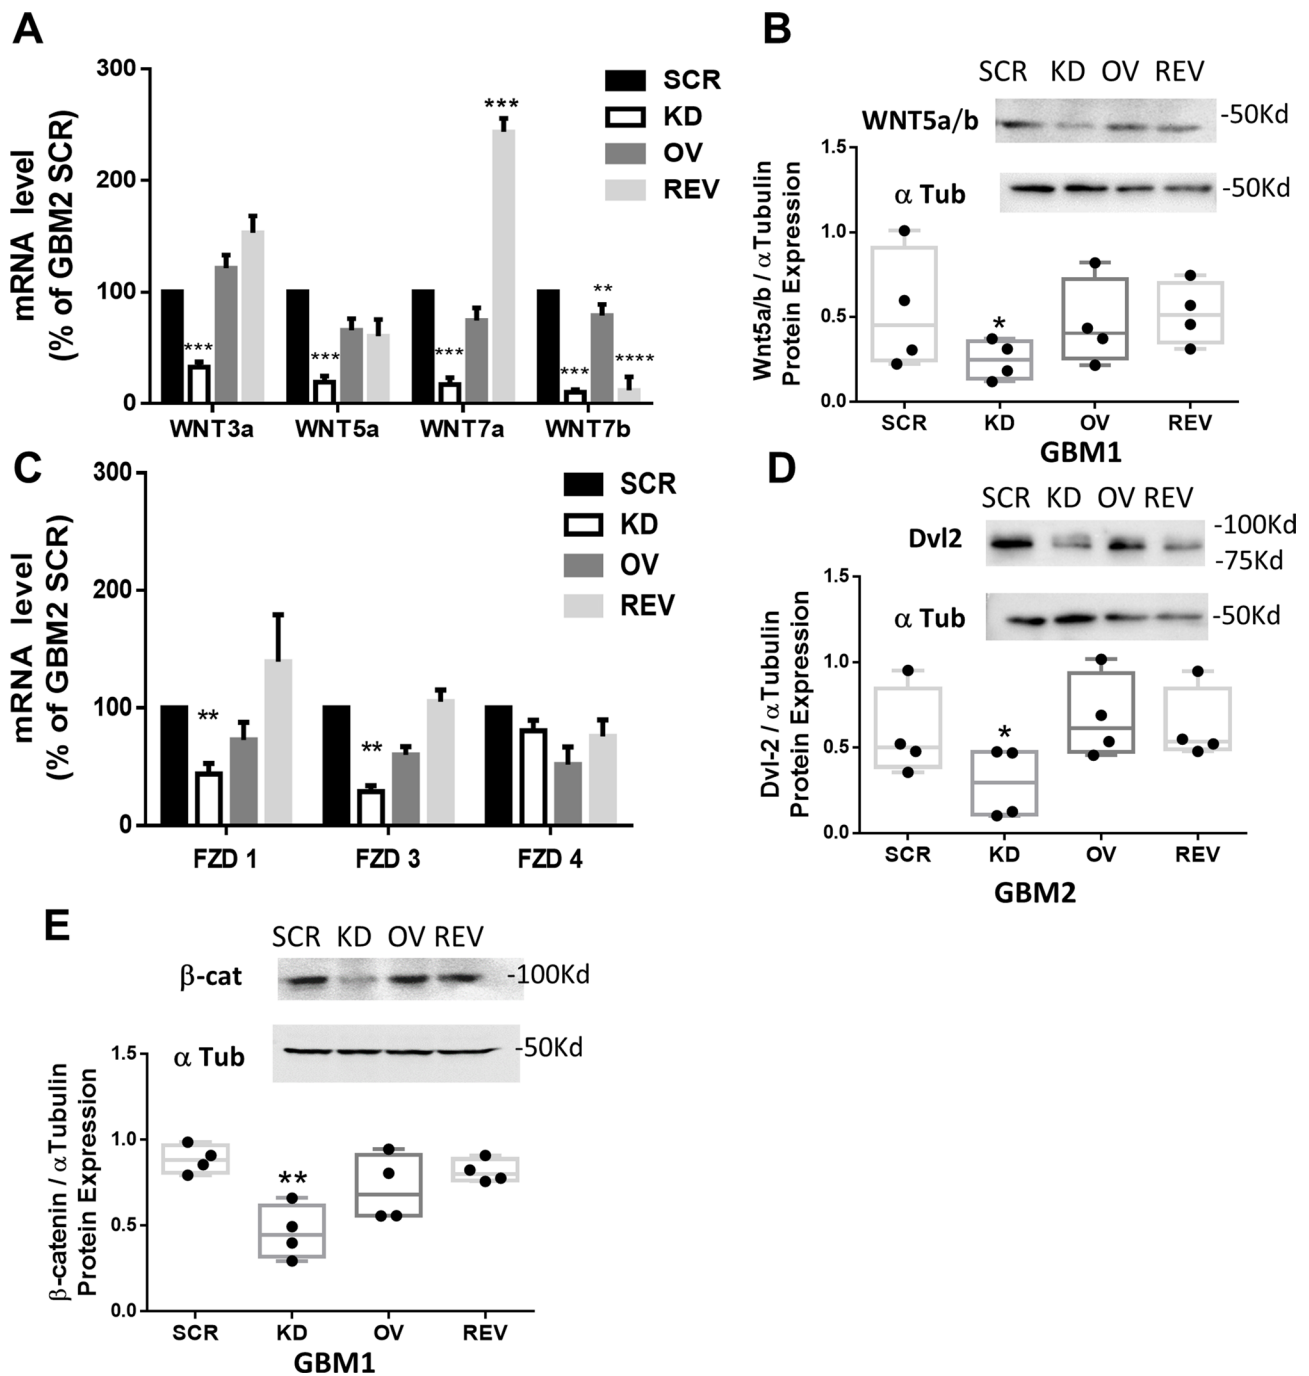 A
mRNA level
(% of GBM2 SCR)
300
200
100
0
SCR
KD
OV
REV
***
***
***
***
***
**
****
WNT3a
WNT5a
WNT7a
WNT7b
B
SCR KD OV REV
WNT5a/b
-50Kd
α Tub
-50Kd
Wnt5a/b / αTubulin
Protein Expression
1.5
1.0
0.5
0.0
*
SCR
KD
OV
REV
GBM1
C
mRNA level
(% of GBM2 SCR)
300
200
100
0
SCR
KD
OV
REV
**
**
FZD 1
FZD 3
FZD 4
D
SCR KD OV REV
Dvl2
-100Kd
-75Kd
α Tub
-50Kd
Dvl-2 / αTubulin
Protein Expression
1.5
1.0
0.5
0.0
*
SCR
KD
OV
REV
GBM2
E
SCR KD OV REV
β-cat
-100Kd
α Tub
-50Kd
β-catenin / αTubulin
Protein Expression
1.5
1.0
0.5
0.0
**
SCR
KD
OV
REV
GBM1